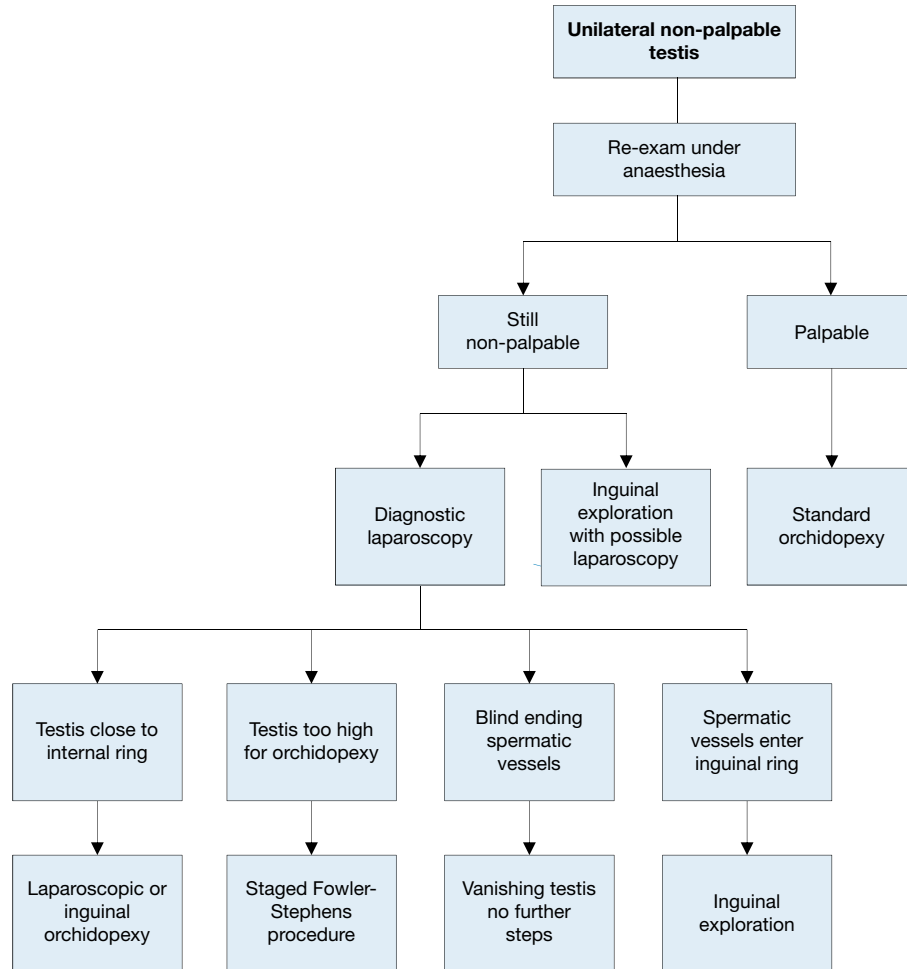 Unilateral non-palpable
testis
Re-exam under
anaesthesia
Still
non-palpable
Palpable
Diagnostic
laparoscopy
Inguinal
exploration
with possible
laparoscopy
Standard
orchidopexy
Testis close to
internal ring
Testis too high
for orchidopexy
Blind ending
spermatic
vessels
Spermatic
vessels enter
inguinal ring
Laparoscopic or
inguinal
orchidopexy
Staged Fowler-
Stephens
procedure
Vanishing testis
no further
steps
Inguinal
exploration